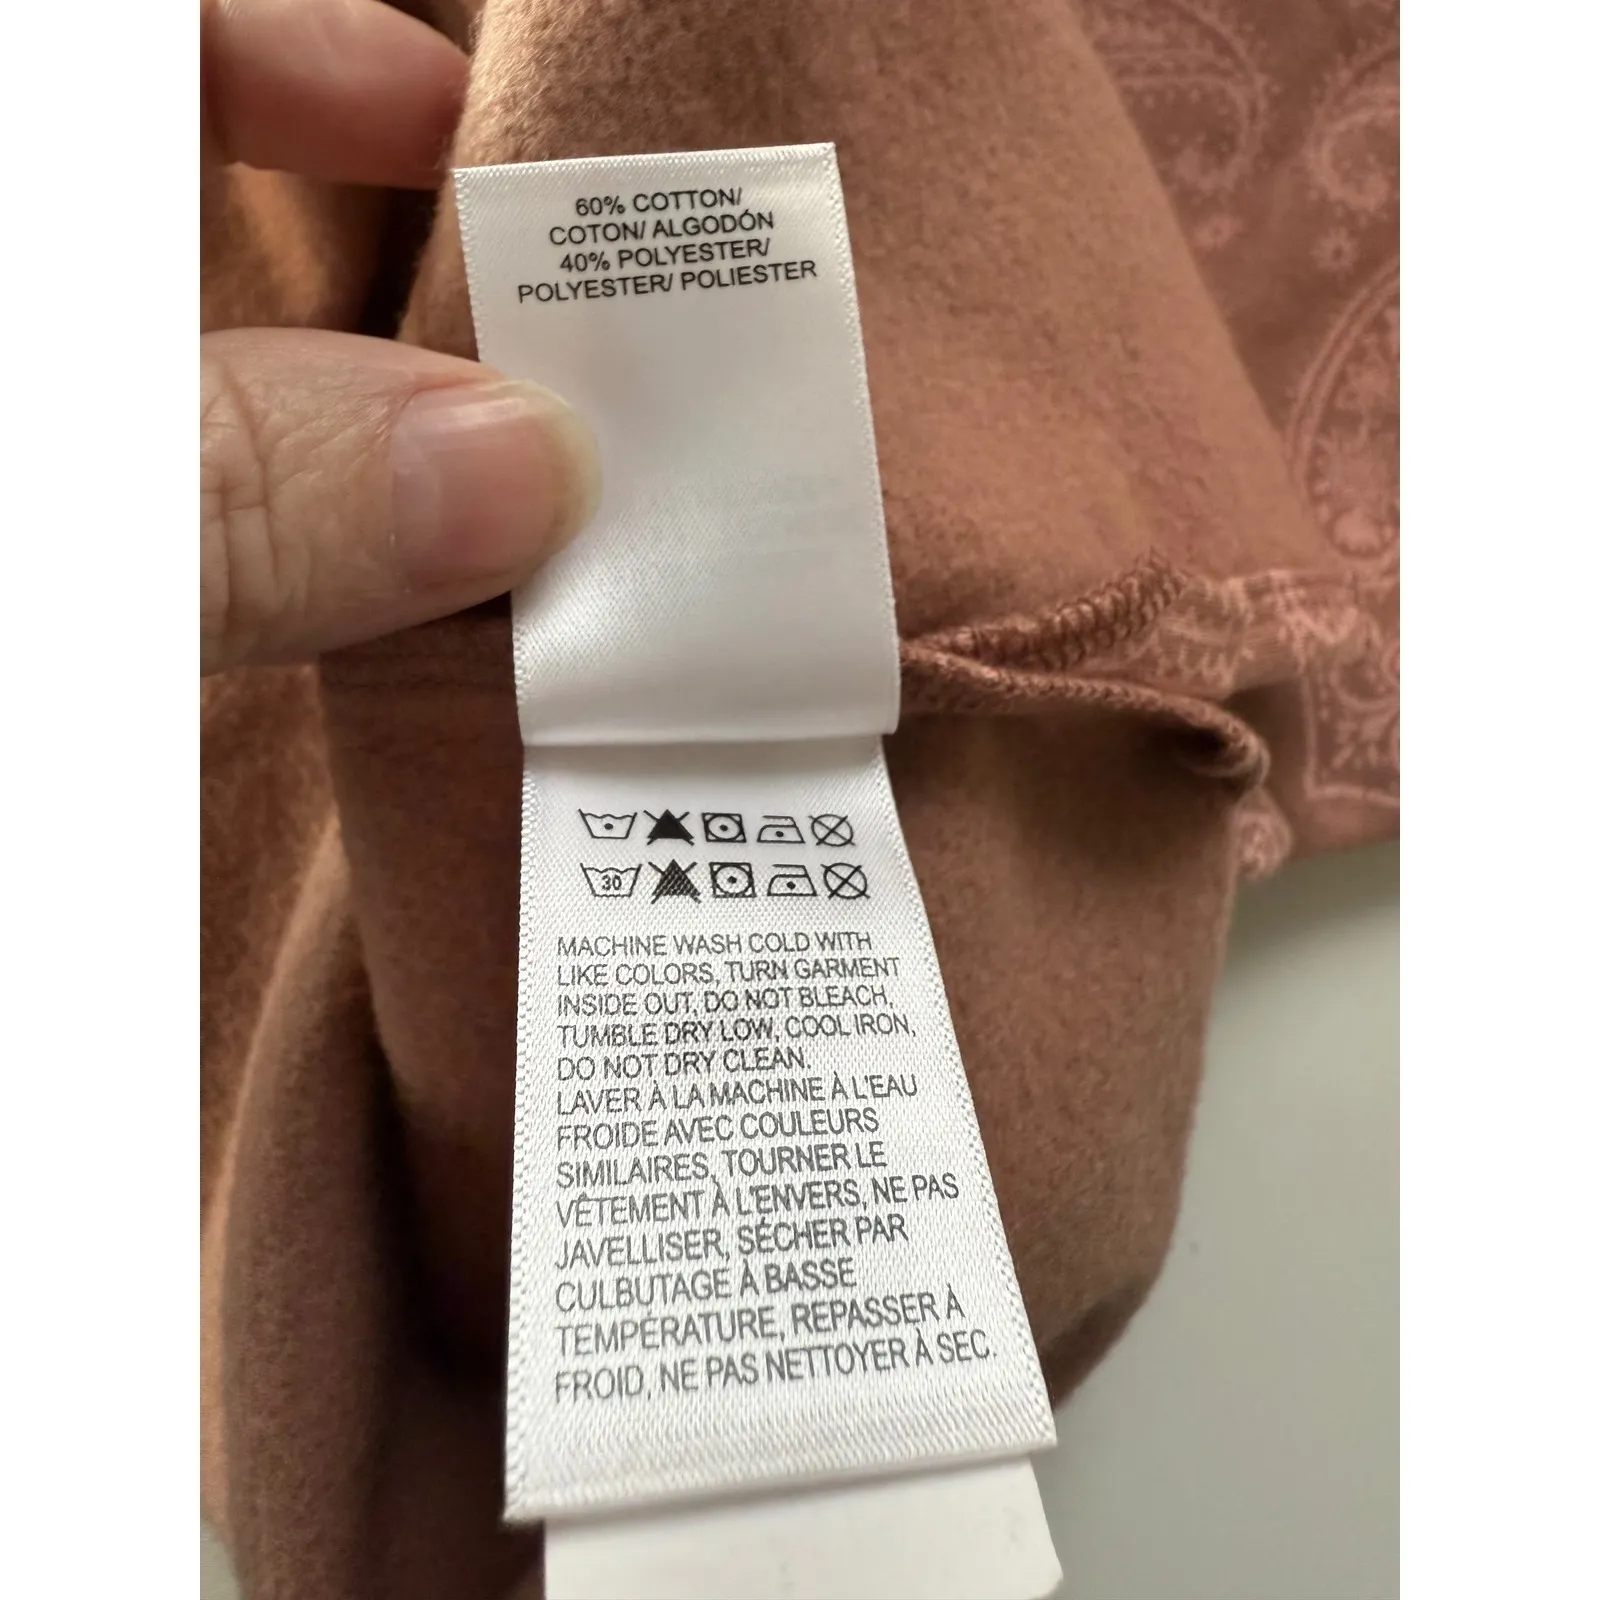 60% COTTON/
COTON/ ALGODÓN
40% POLYESTER/
POLYESTER/ POLIESTER
30
MACHINE WASH COLD WITH
LIKE COLORS, TURN GARMENT
INSIDE OUT, DO NOT BLEACH,
TUMBLE DRY LOW, COOL IRON,
DO NOT DRY CLEAN.
LAVER À LA MACHINE À L'EAU
FROIDE AVEC COULEURS
SIMILAIRES, TOURNER LE
VÊTEMENT À L'ENVERS, NE PAS
JAVELLISER, SÉCHER PAR
CULBUTAGE À BASSE
TEMPÉRATURE, REPASSER À
FROID, NE PAS NETTOYER À SEC.